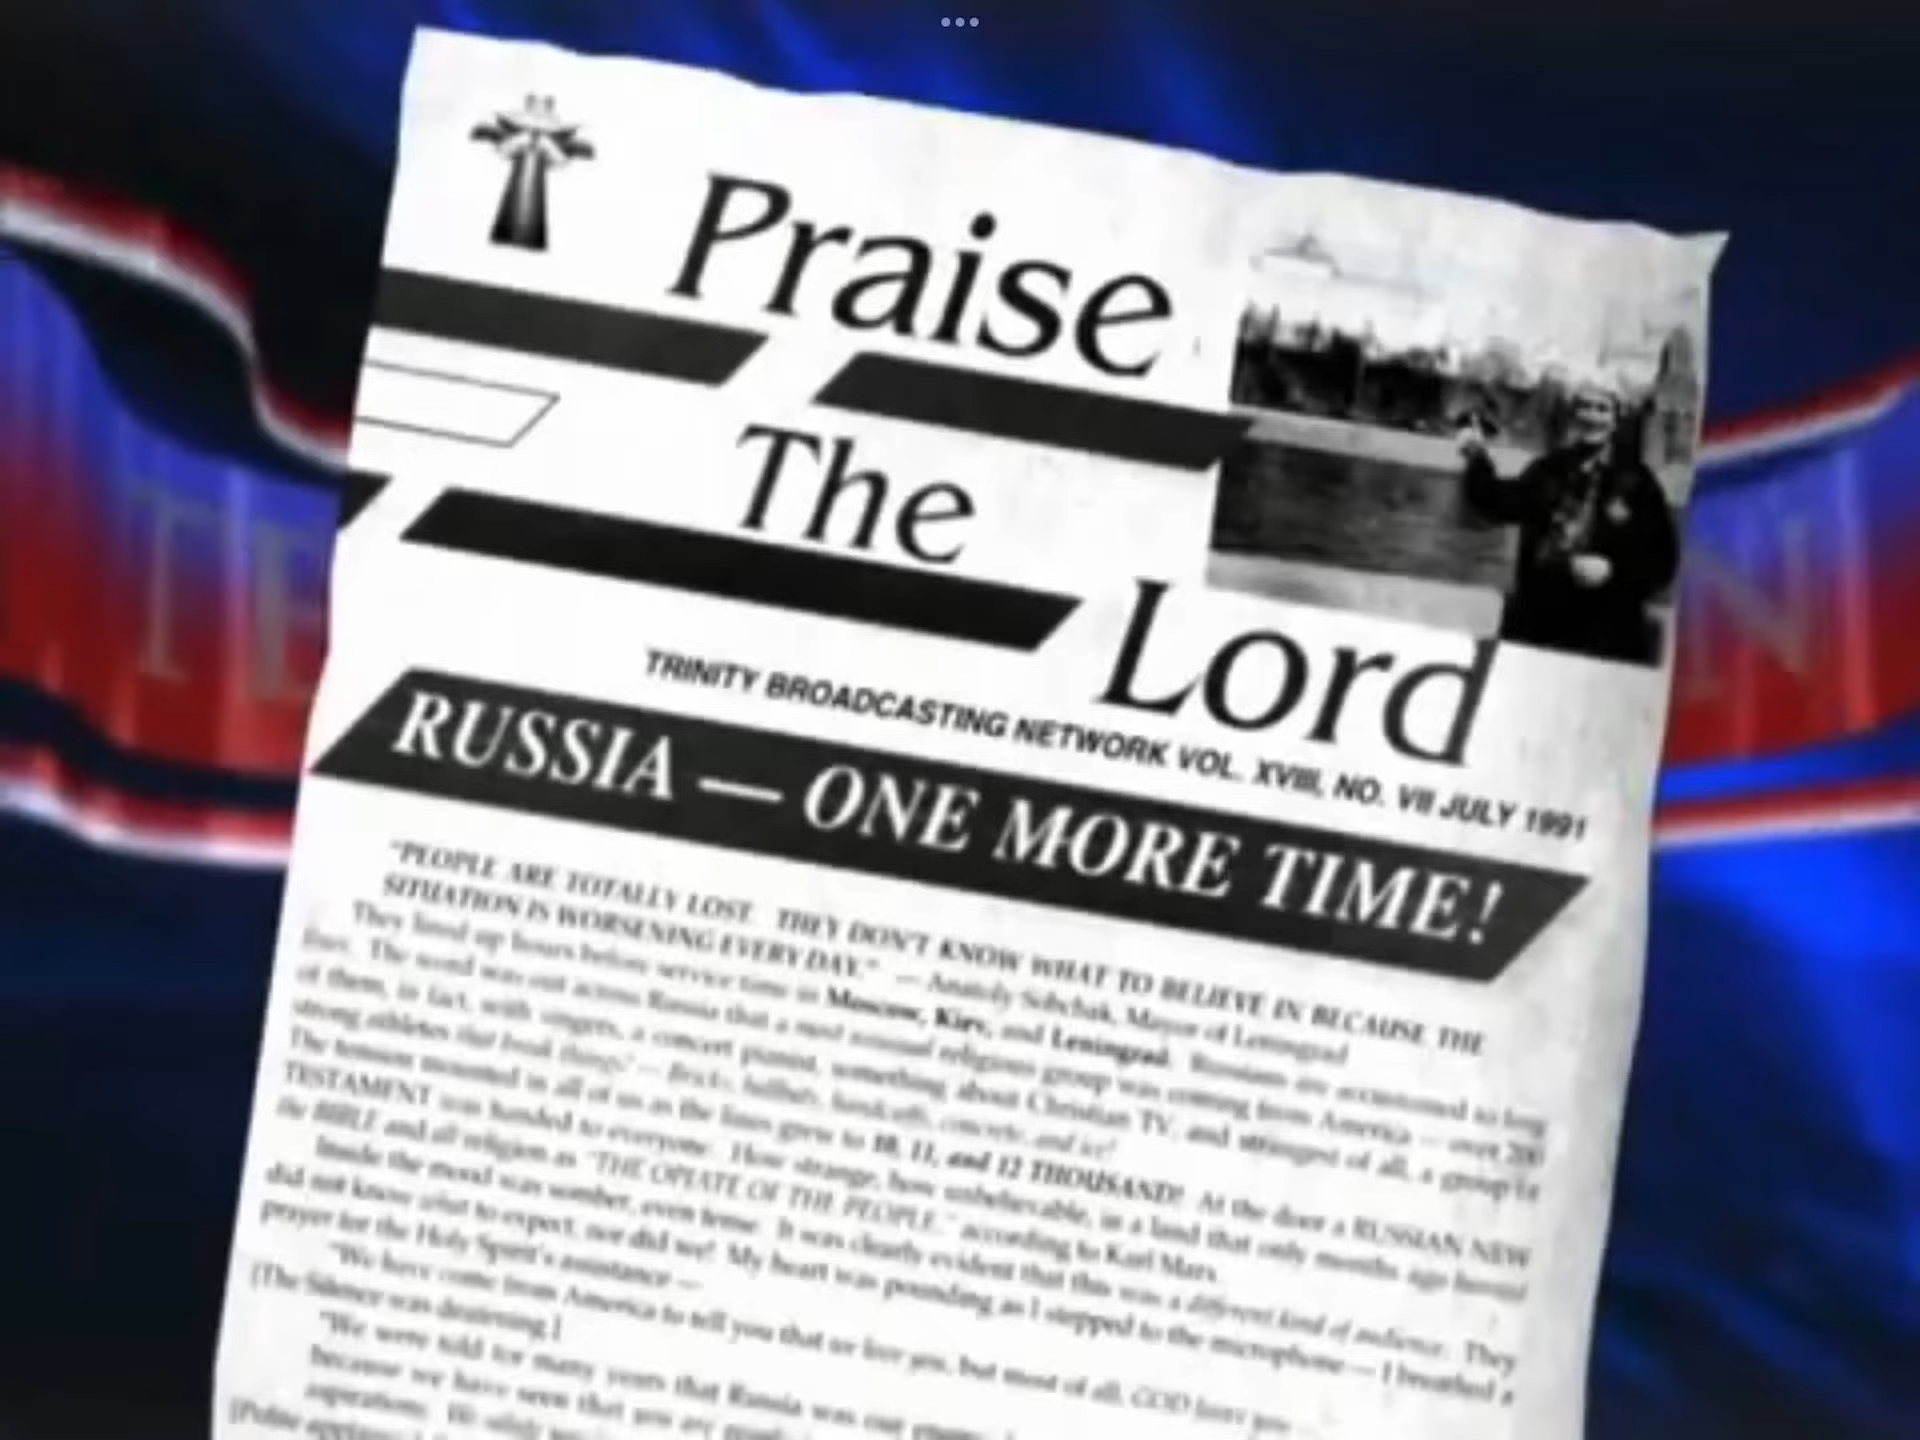 Praise
The
Lord
TRINITY BROADCASTING NETWORK VOL. XVIII, NO. VII JULY 1991
RUSSIA — ONE MORE TIME!
"PEOPLE ARE TOTALLY LOST. THEY DON'T KNOW WHAT TO BELIEVE IN BECAUSE THE
SITUATION IS WORSENING EVERY DAY." — Anatoly Sobchak, Mayor of Leningrad
They lined up hours before service time in Moscow, Kiev, and Leningrad. Russians are accustomed to long
lines. The word was out across Russia that a most unusual religious group was coming from America — over 200
of them, in fact, with singers, a concert pianist, something about Christian TV, and strangest of all, a group of
strong athletes that break things" — Bricks, handcuffs, concrete, and ice!
The tension mounted in all of us as the lines grew to 10, 11, and 12 THOUSAND! At the door a RUSSIAN NEW
TESTAMENT was handed to everyone. How strange, how unbelievable, in a land that only months ago banned
the BIBLE and all religion as "THE OPIATE OF THE PEOPLE," according to Karl Marx.
Inside the mood was somber, even tense. It was clearly evident that this was a different kind of audience. They
did not know what to expect, nor did we! My heart was pounding as I stepped to the microphone — I breathed a
prayer for the Holy Spirit's assistance —
"We have come from America to tell you that we love you, but most of all, GOD loves you
[The Silence was deafening.]
"We were told for many years that Russia was our
because we have seen that you are
aspirations. We
[Polite